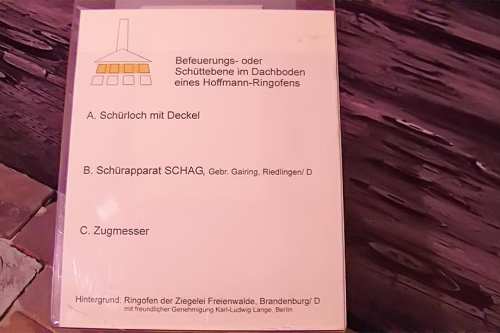 Befeuerungs- oder
Schüttebene im Dachboden
eines Hoffmann-Ringofens
A. Schürloch mit Deckel
B. Schürapparat SCHAG, Gebr. Gairing, Riedlingen/ D
C. Zugmesser
Hintergrund: Ringofen der Ziegelei Freienwalde, Brandenburg/ D
mit freundlicher Genehmigung Karl-Ludwig Lange, Berlin